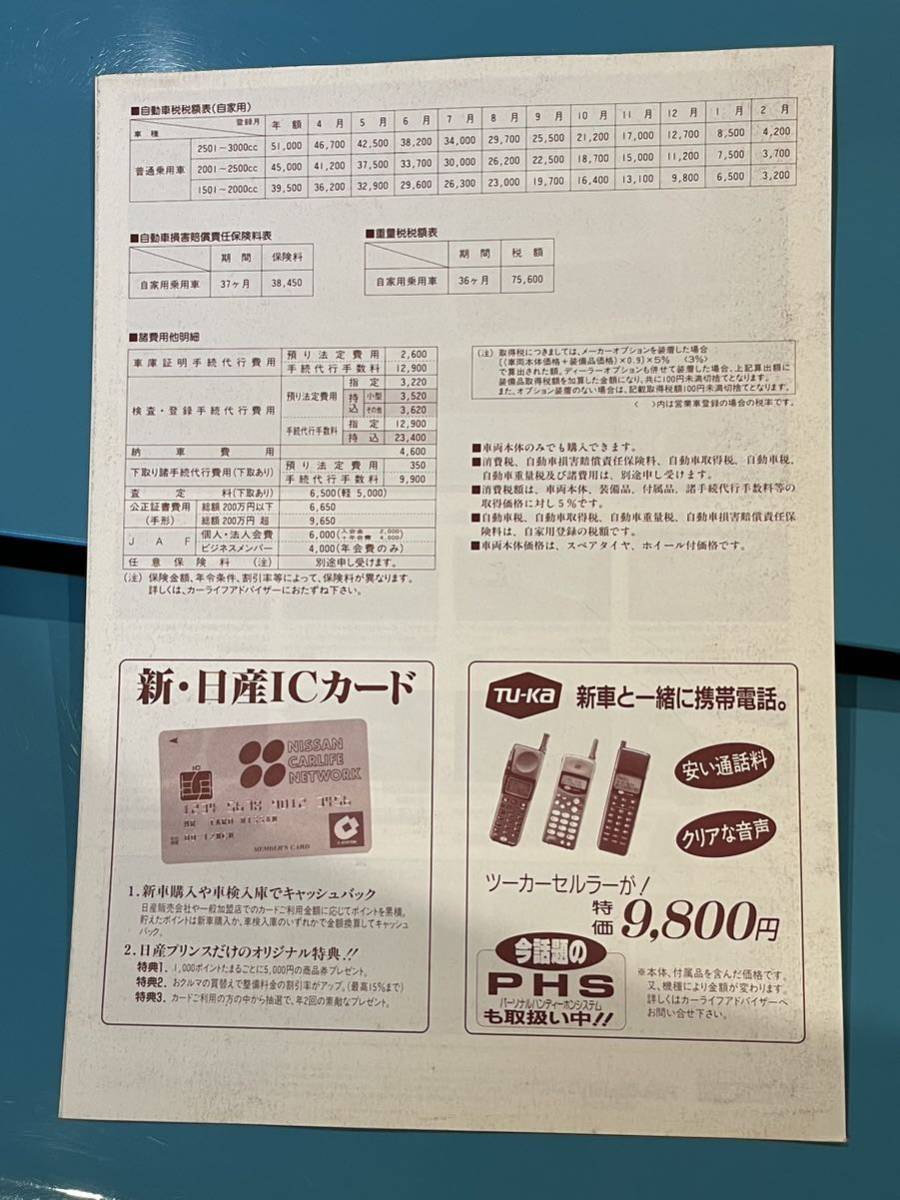 ■自動車税税額表(自家用)
登録月
車種
年額 4月 5月 6月 7月 8月 9月 10月 11月 12月 1月 2月
普通乗用車
2501〜3000cc 51,000 46,700 42,500 38,200 34,000 29,700 25,500 21,200 17,000 12,700 8,500 4,200
2001〜2500cc 45,000 41,200 37,500 33,700 30,000 26,200 22,500 18,700 15,000 11,200 7,500 3,700
1501〜2000cc 39,500 36,200 32,900 29,600 26,300 23,000 19,700 16,400 13,100 9,800 6,500 3,200
■自動車損害賠償責任保険料表
期間 保険料
自家用乗用車 37ヶ月 38,450
■重量税税額表
期間 税額
自家用乗用車 36ヶ月 75,600
■諸費用他明細
車庫証明手続代行費用 預り法定費用 2,600
手続代行手数料 12,900
検査・登録手続代行費用 預り法定費用 指定 3,220
持込 小型 3,520
その他 3,620
手続代行手数料 指定 12,900
持込 23,400
納車費用 4,600
下取り諸手続代行費用(下取あり) 預り法定費用 350
手続代行手数料 9,900
査定料(下取あり) 6,500(軽 5,000)
公正証書費用(手形) 総額200万円以下 6,650
総額200万円超 9,650
JAF 個人・法人会費 6,000(入会金 2,000+年会費 4,000)
ビジネスメンバー 4,000(年会費のみ)
任意保険料(注) 別途申し受けます。
(注)保険金額、年令条件、割引率等によって、保険料が異なります。
詳しくは、カーライフアドバイザーにおたずね下さい。
(注)取得税につきましては、メーカーオプションを装着した場合
[(車両本体価格+装備品価格)×0.9]×5% 〈3%〉
で算出された額。ディーラーオプションも併せて装着した場合、上記算出額に
装備品取得税額を加算した金額になり、共に100円未満切捨てとなります。
また、オプション装着のない場合は、記載取得税額100円未満切捨てとなります。
〈 〉内は営業車登録の場合の税率です。
■車両本体のみでも購入できます。
■消費税、自動車損害賠償責任保険料、自動車取得税、自動車税、
自動車重量税及び諸費用は、別途申し受けます。
■消費税額は、車両本体、装備品、付属品、諸手続代行手数料等の
取得価格に対し5%です。
■自動車税、自動車取得税、自動車重量税、自動車損害賠償責任保
険料は、自家用登録の税額です。
■車両本体価格は、スペアタイヤ、ホイール付価格です。
新・日産ICカード
NISSAN
CARLIFE
NETWORK
IC
1234 5678 9012 3456
MEMBER'S CARD
1.新車購入や車検入庫でキャッシュバック
日産販売会社や一般加盟店でのカードご利用金額に応じてポイントを累積。
貯えたポイントは新車購入か、車検入庫のいずれかで金額換算してキャッシュ
バック。
2.日産プリンスだけのオリジナル特典!!
特典1. 1,000ポイントたまるごとに5,000円の商品券プレゼント。
特典2. おクルマの買替えで整備料金の割引率がアップ。(最高15%まで)
特典3. カードご利用の方の中から抽選で、年2回の素敵なプレゼント。
TU-Ka
新車と一緒に携帯電話。
安い通話料
クリアな音声
ツーカーセルラーが!
特価9,800円
今話題の
PHS
パーソナルハンディーホンシステム
も取扱い中!!
※本体、付属品を含んだ価格です。
又、機種により金額が変わります。
詳しくはカーライフアドバイザーへ
お問い合せ下さい。